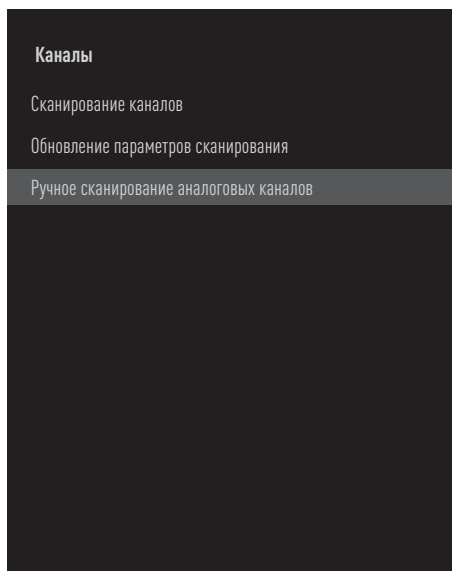 Каналы
Сканирование каналов
Обновление параметров сканирования
Ручное сканирование аналоговых каналов